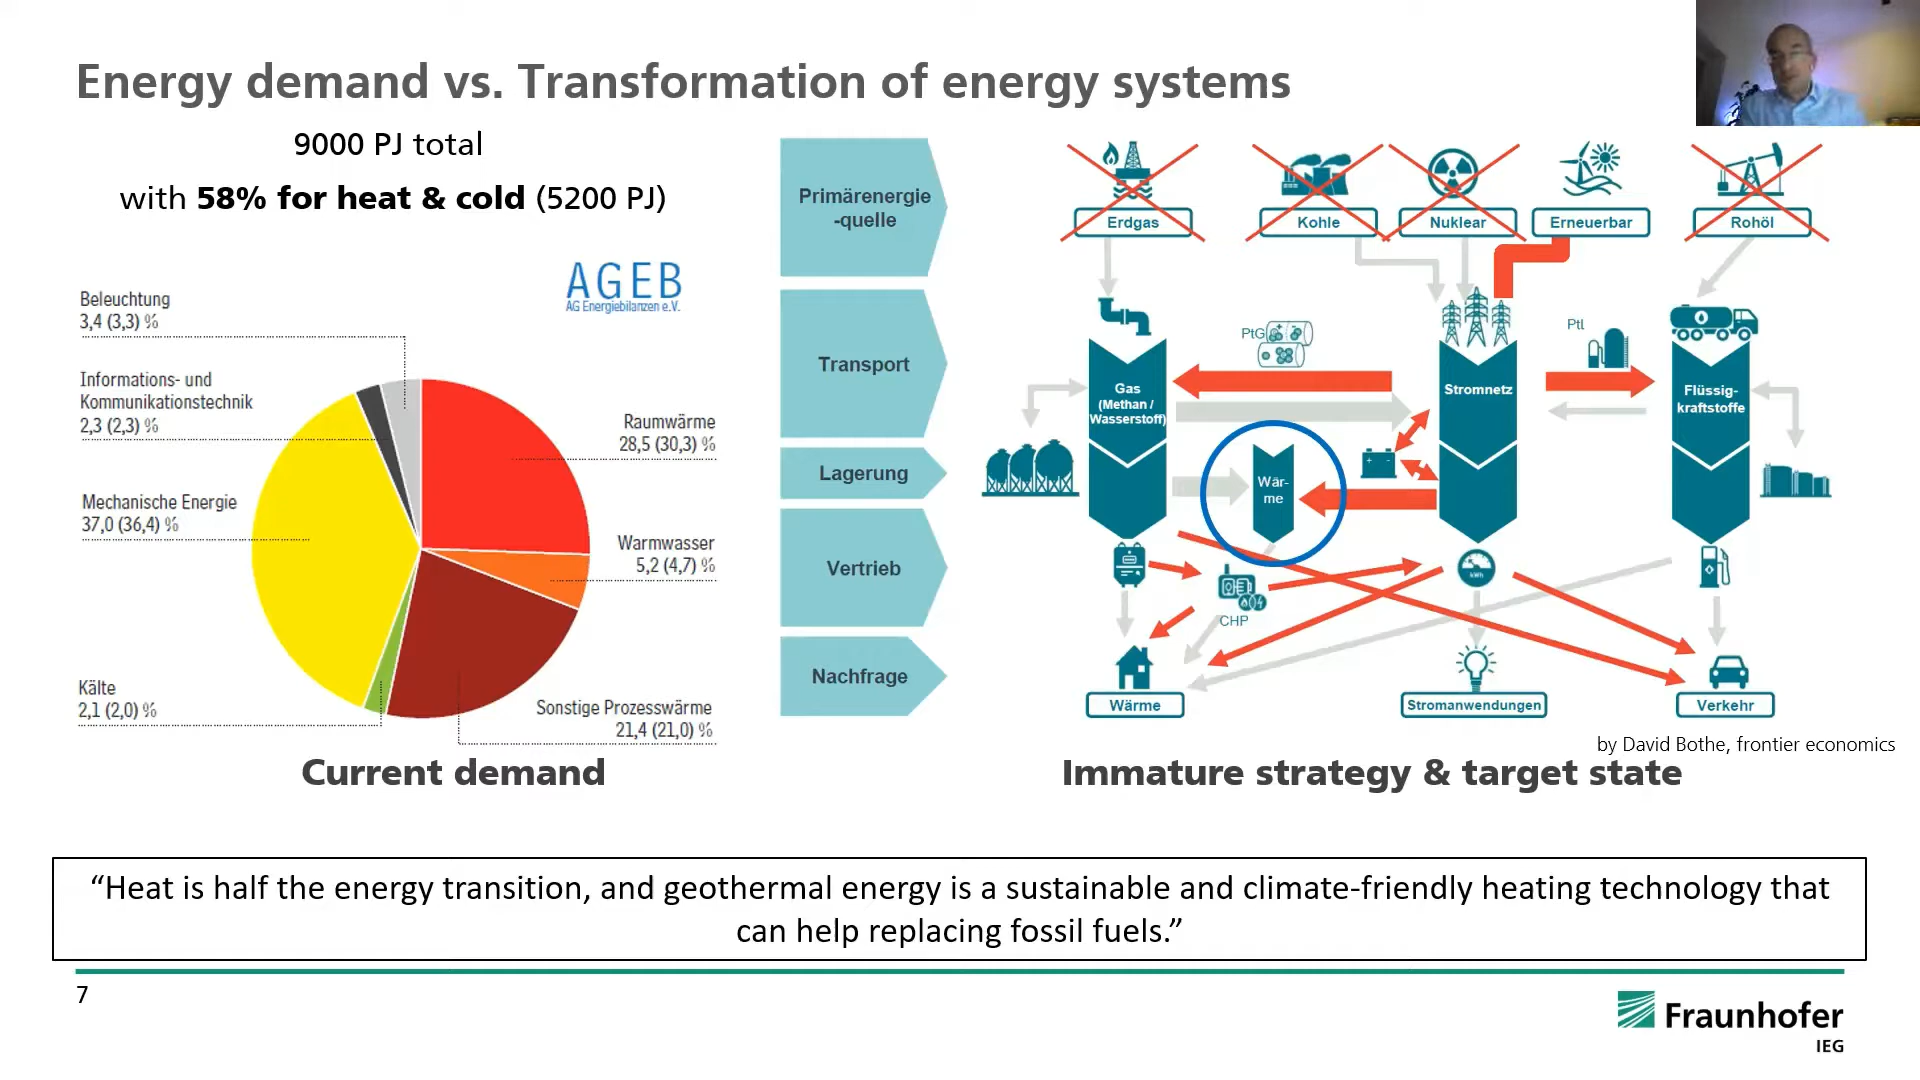 Energy demand vs. Transformation of energy systems
9000 PJ total
with 58% for heat & cold (5200 PJ)
AGEB
AG Energiebilanzen e.V.
Beleuchtung
3,4 (3,3) %
Informations- und
Kommunikationstechnik
2,3 (2,3) %
Mechanische Energie
37,0 (36,4) %
Kälte
2,1 (2,0) %
Raumwärme
28,5 (30,3) %
Warmwasser
5,2 (4,7) %
Sonstige Prozesswärme
21,4 (21,0) %
Current demand
Primärenergie
-quelle
Transport
Lagerung
Vertrieb
Nachfrage
Erdgas
Kohle
Nuklear
Erneuerbar
Rohöl
PtG
PtL
Gas
(Methan /
Wasserstoff)
Stromnetz
Flüssig-
kraftstoffe
Wär-
me
+ -
kWh
CHP
Wärme
Stromanwendungen
Verkehr
by David Bothe, frontier economics
Immature strategy & target state
“Heat is half the energy transition, and geothermal energy is a sustainable and climate-friendly heating technology that
can help replacing fossil fuels.”
7
Fraunhofer
IEG